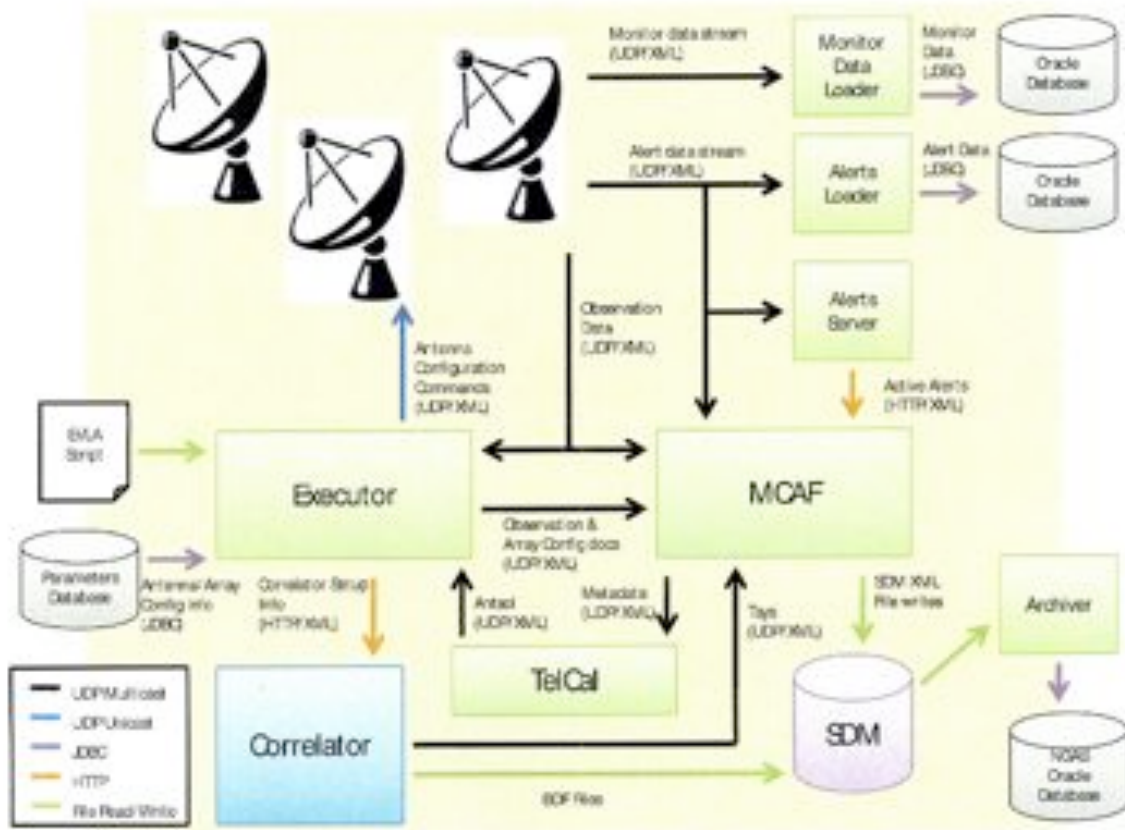 Monitor data stream
(UDP/XML)
Monitor
Data
Loader
Monitor
Data
(JDBC)
Oracle
Database
Alert data stream
(UDP/XML)
Alerts
Loader
Alert Data
(JDBC)
Oracle
Database
Observation
Data
(UDP/XML)
Alerts
Server
Antenna
Configuration
Commands
(UDP/XML)
Active Alerts
(HTTP/XML)
EVLA
Script
Executor
MCAF
Observation &
Array Config docs
(UDP/XML)
Parameters
Database
Antenna/Array
Config Info
(JDBC)
Correlator Setup
Info
(HTTP/XML)
Antsol
(UDP/XML)
Metadata
(UDP/XML)
Tsys
(UDP/XML)
SDM XML
File writes
Archiver
TelCal
SDM
Correlator
BDF Files
NGAS
Oracle
Database
UDP Multicast
UDP Unicast
JDBC
HTTP
File Read/Write